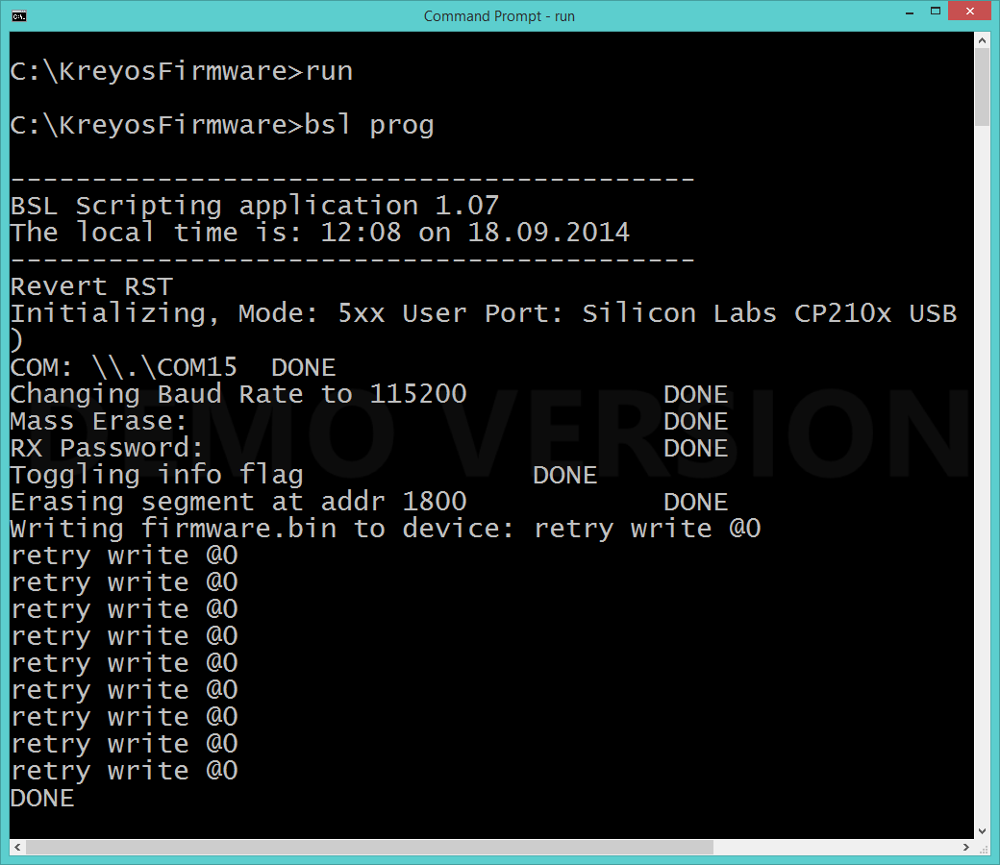 Command Prompt - run
C:\KreyosFirmware>run
C:\KreyosFirmware>bsl prog
------------------------------------------
BSL Scripting application 1.07
The local time is: 12:08 on 18.09.2014
------------------------------------------
Revert RST
Initializing, Mode: 5xx User Port: Silicon Labs CP210x USB
)
COM: \\.\COM15  DONE
Changing Baud Rate to 115200            DONE
Mass Erase:                             DONE
RX Password:                            DONE
Toggling info flag              DONE
Erasing segment at addr 1800            DONE
Writing firmware.bin to device: retry write @0
retry write @0
retry write @0
retry write @0
retry write @0
retry write @0
retry write @0
retry write @0
retry write @0
retry write @0
DONE
DEMO VERSION